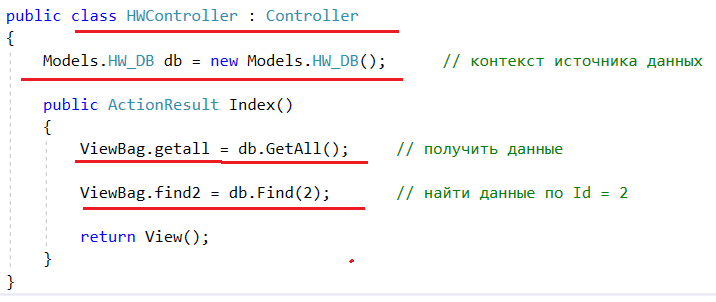 public class HWController : Controller
{
Models.HW_DB db = new Models.HW_DB(); // контекст источника данных
public ActionResult Index()
{
ViewBag.getall = db.GetAll(); // получить данные
ViewBag.find2 = db.Find(2); // найти данные по Id = 2
return View();
}
}